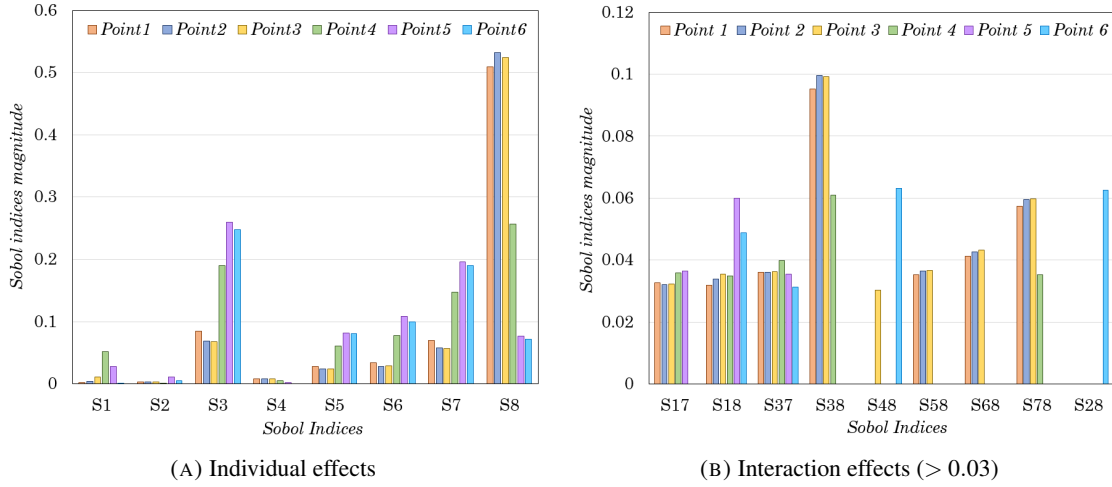 0.6
Point1 Point2 Point3 Point4 Point5 Point6
0.5
0.4
0.3
0.2
0.1
0
Sobol indices magnitude
S1 S2 S3 S4 S5 S6 S7 S8
Sobol Indices
(A) Individual effects
0.12
Point 1 Point 2 Point 3 Point 4 Point 5 Point 6
0.1
0.08
0.06
0.04
0.02
0
Sobol indices magnitude
S17 S18 S37 S38 S48 S58 S68 S78 S28
Sobol Indices
(B) Interaction effects (> 0.03)